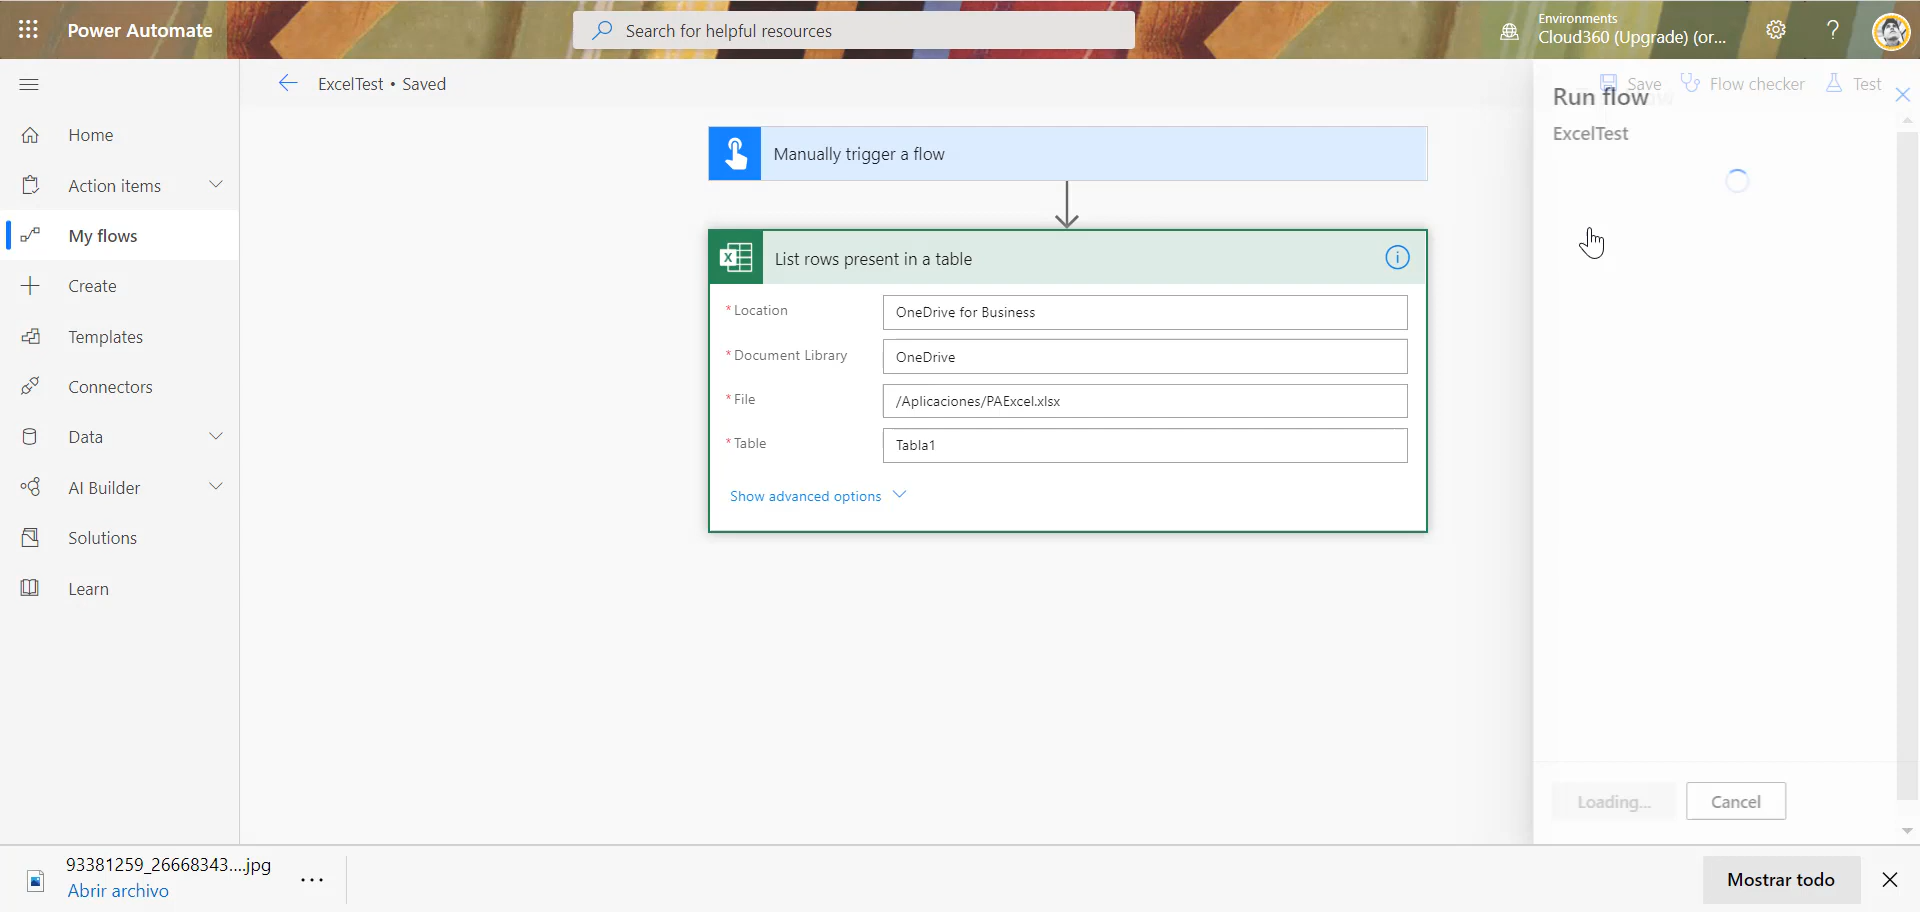 Power Automate
Search for helpful resources
Environments
Cloud360 (Upgrade) (or...
ExcelTest • Saved
Save
Flow checker
Test
Run flow
ExcelTest
Home
Action items
My flows
Create
Templates
Connectors
Data
AI Builder
Solutions
Learn
Manually trigger a flow
List rows present in a table
* Location
OneDrive for Business
* Document Library
OneDrive
* File
/Aplicaciones/PAExcel.xlsx
* Table
Tabla1
Show advanced options
Loading...
Cancel
93381259_26668343....jpg
Abrir archivo
Mostrar todo